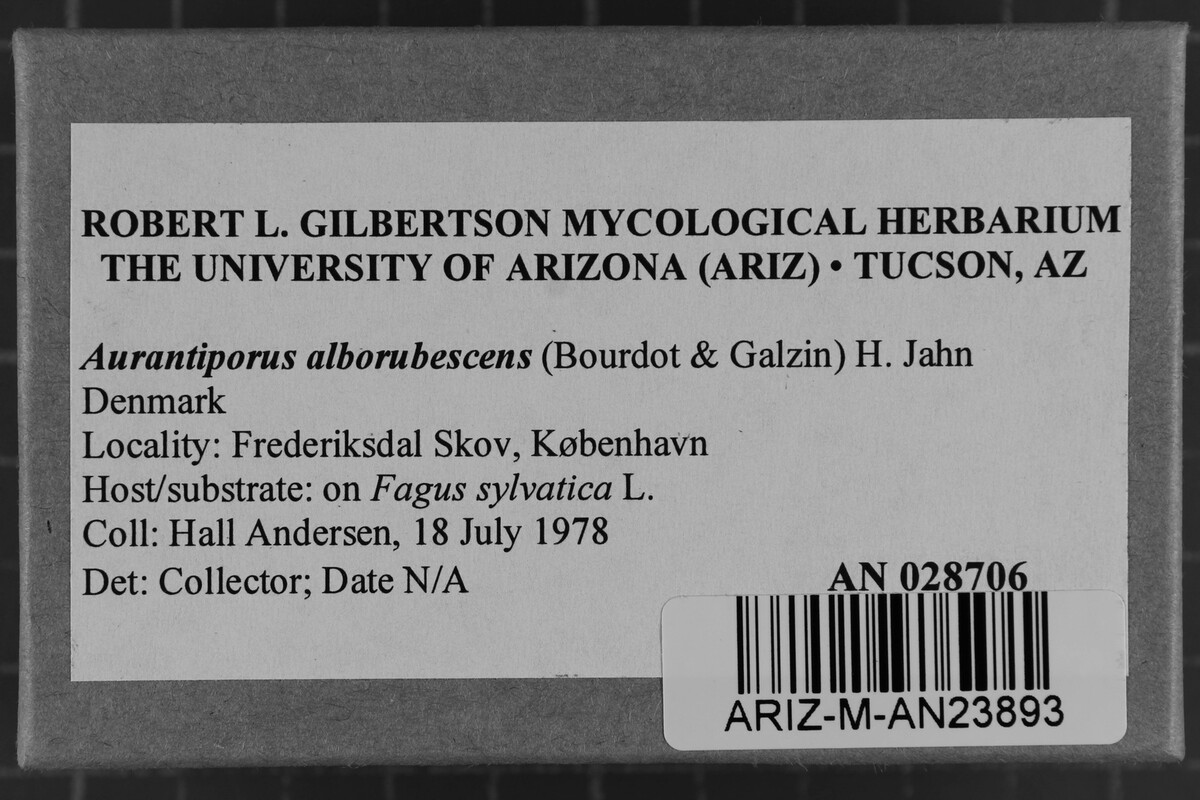 ROBERT L. GILBERTSON MYCOLOGICAL HERBARIUM
THE UNIVERSITY OF ARIZONA (ARIZ) • TUCSON, AZ
Aurantiporus alborubescens (Bourdot & Galzin) H. Jahn
Denmark
Locality: Frederiksdal Skov, København
Host/substrate: on Fagus sylvatica L.
Coll: Hall Andersen, 18 July 1978
Det: Collector; Date N/A
AN 028706
ARIZ-M-AN23893